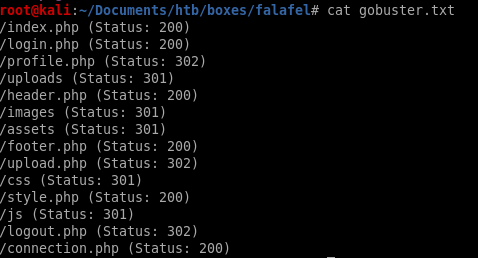 root@kali:~/Documents/htb/boxes/falafel# cat gobuster.txt
/index.php (Status: 200)
/login.php (Status: 200)
/profile.php (Status: 302)
/uploads (Status: 301)
/header.php (Status: 200)
/images (Status: 301)
/assets (Status: 301)
/footer.php (Status: 200)
/upload.php (Status: 302)
/css (Status: 301)
/style.php (Status: 200)
/js (Status: 301)
/logout.php (Status: 302)
/connection.php (Status: 200)